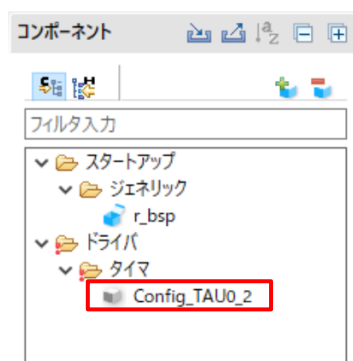 コンポーネント
フィルタ入力
スタートアップ
ジェネリック
r_bsp
ドライバ
タイマ
Config_TAU0_2